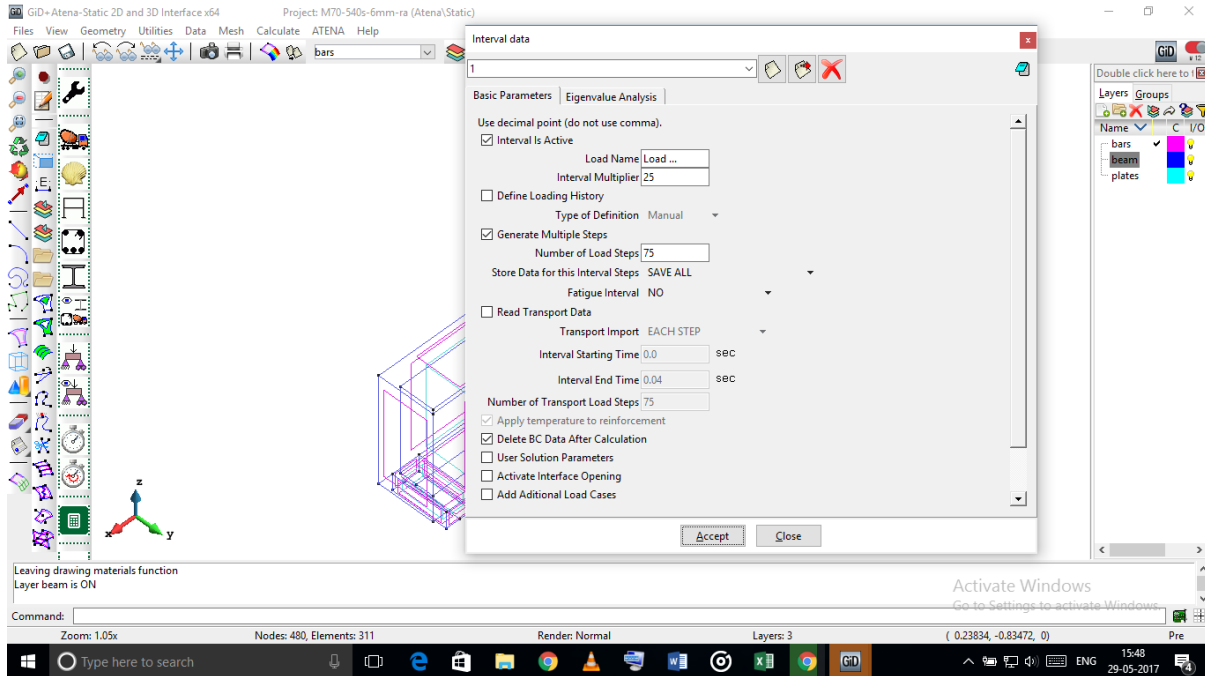 GiD GiD+Atena-Static 2D and 3D Interface x64 Project: M70-540s-6mm-ra (Atena\Static)
Files View Geometry Utilities Data Mesh Calculate ATENA Help
bars
GiD
Interval data
x
1
Basic Parameters Eigenvalue Analysis
Use decimal point (do not use comma).
Interval Is Active
Load Name Load ...
Interval Multiplier 25
Define Loading History
Type of Definition Manual
Generate Multiple Steps
Number of Load Steps 75
Store Data for this Interval Steps SAVE ALL
Fatigue Interval NO
Read Transport Data
Transport Import EACH STEP
Interval Starting Time 0.0 sec
Interval End Time 0.04 sec
Number of Transport Load Steps 75
Apply temperature to reinforcement
Delete BC Data After Calculation
User Solution Parameters
Activate Interface Opening
Add Aditional Load Cases
Accept Close
Double click here to
Layers Groups
Name C I/O
bars
beam
plates
E
z
x y
Leaving drawing materials function
Layer beam is ON
Command:
Activate Windows
Go to Settings to activate Windows.
Zoom: 1.05x Nodes: 480, Elements: 311 Render: Normal Layers: 3 ( 0.23834, -0.83472, 0) Pre
Type here to search
GiD
ENG
15:48
29-05-2017
4